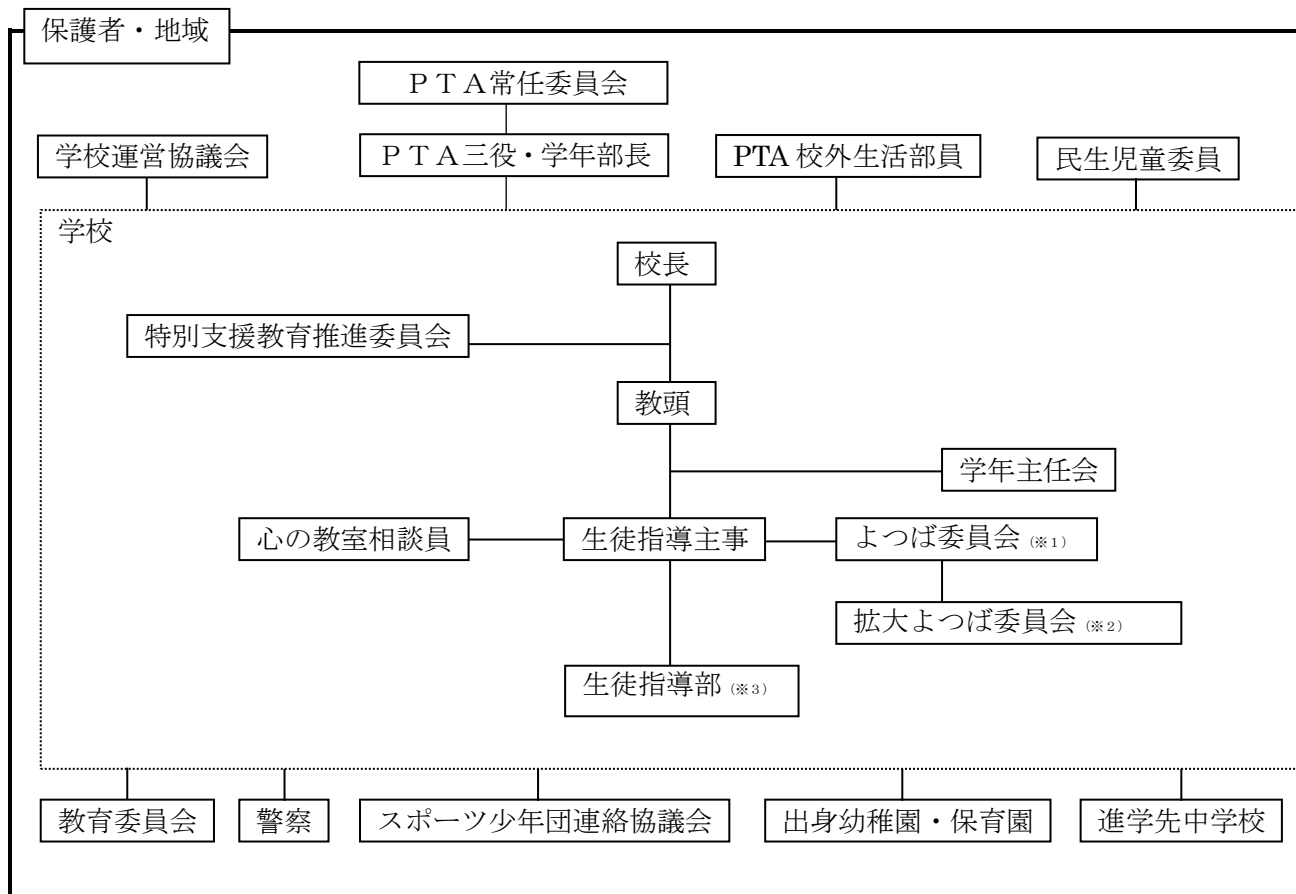 保護者・地域
ＰＴＡ常任委員会
学校運営協議会
ＰＴＡ三役・学年部長
PTA校外生活部員
民生児童委員
学校
校長
特別支援教育推進委員会
教頭
学年主任会
心の教室相談員
生徒指導主事
よつば委員会（※１）
拡大よつば委員会（※２）
生徒指導部（※３）
教育委員会
警察
スポーツ少年団連絡協議会
出身幼稚園・保育園
進学先中学校